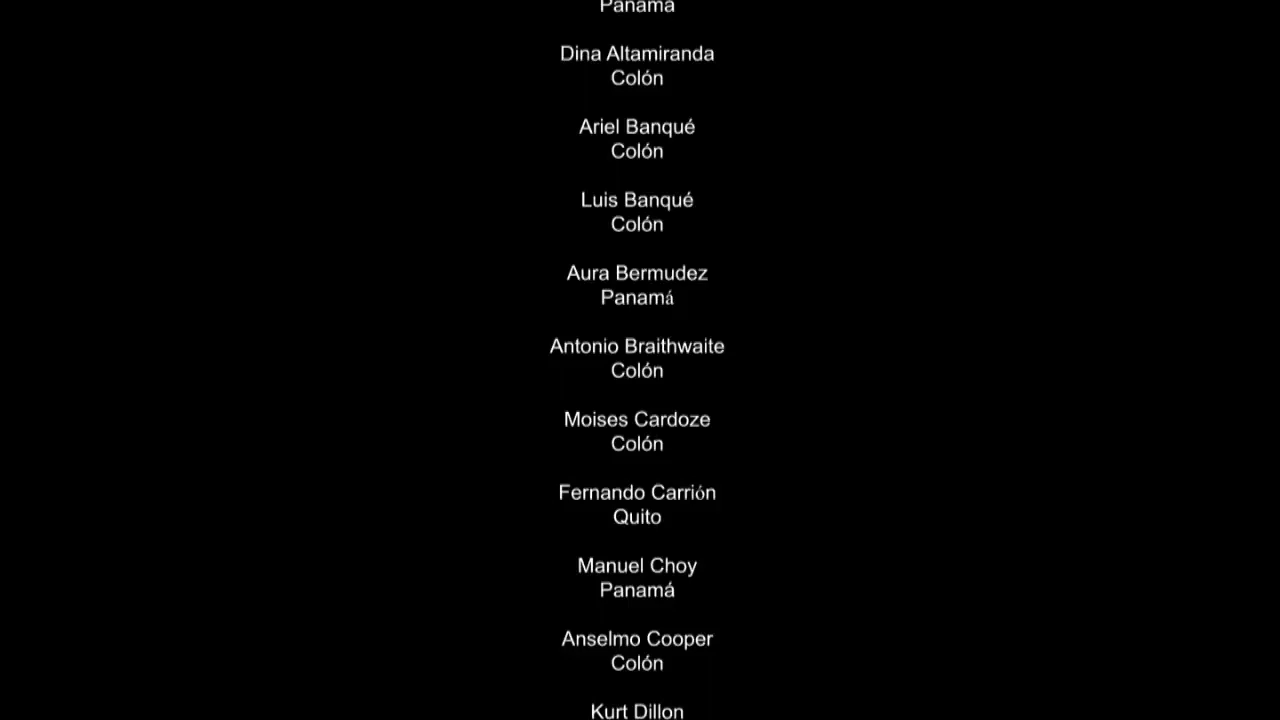 Panamá
Dina Altamiranda
Colón
Ariel Banqué
Colón
Luis Banqué
Colón
Aura Bermudez
Panamá
Antonio Braithwaite
Colón
Moises Cardoze
Colón
Fernando Carrión
Quito
Manuel Choy
Panamá
Anselmo Cooper
Colón
Kurt Dillon